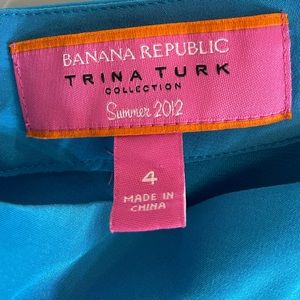 BANANA REPUBLIC
TRINA TURK
COLLECTION
Summer 2012
4
MADE IN
CHINA